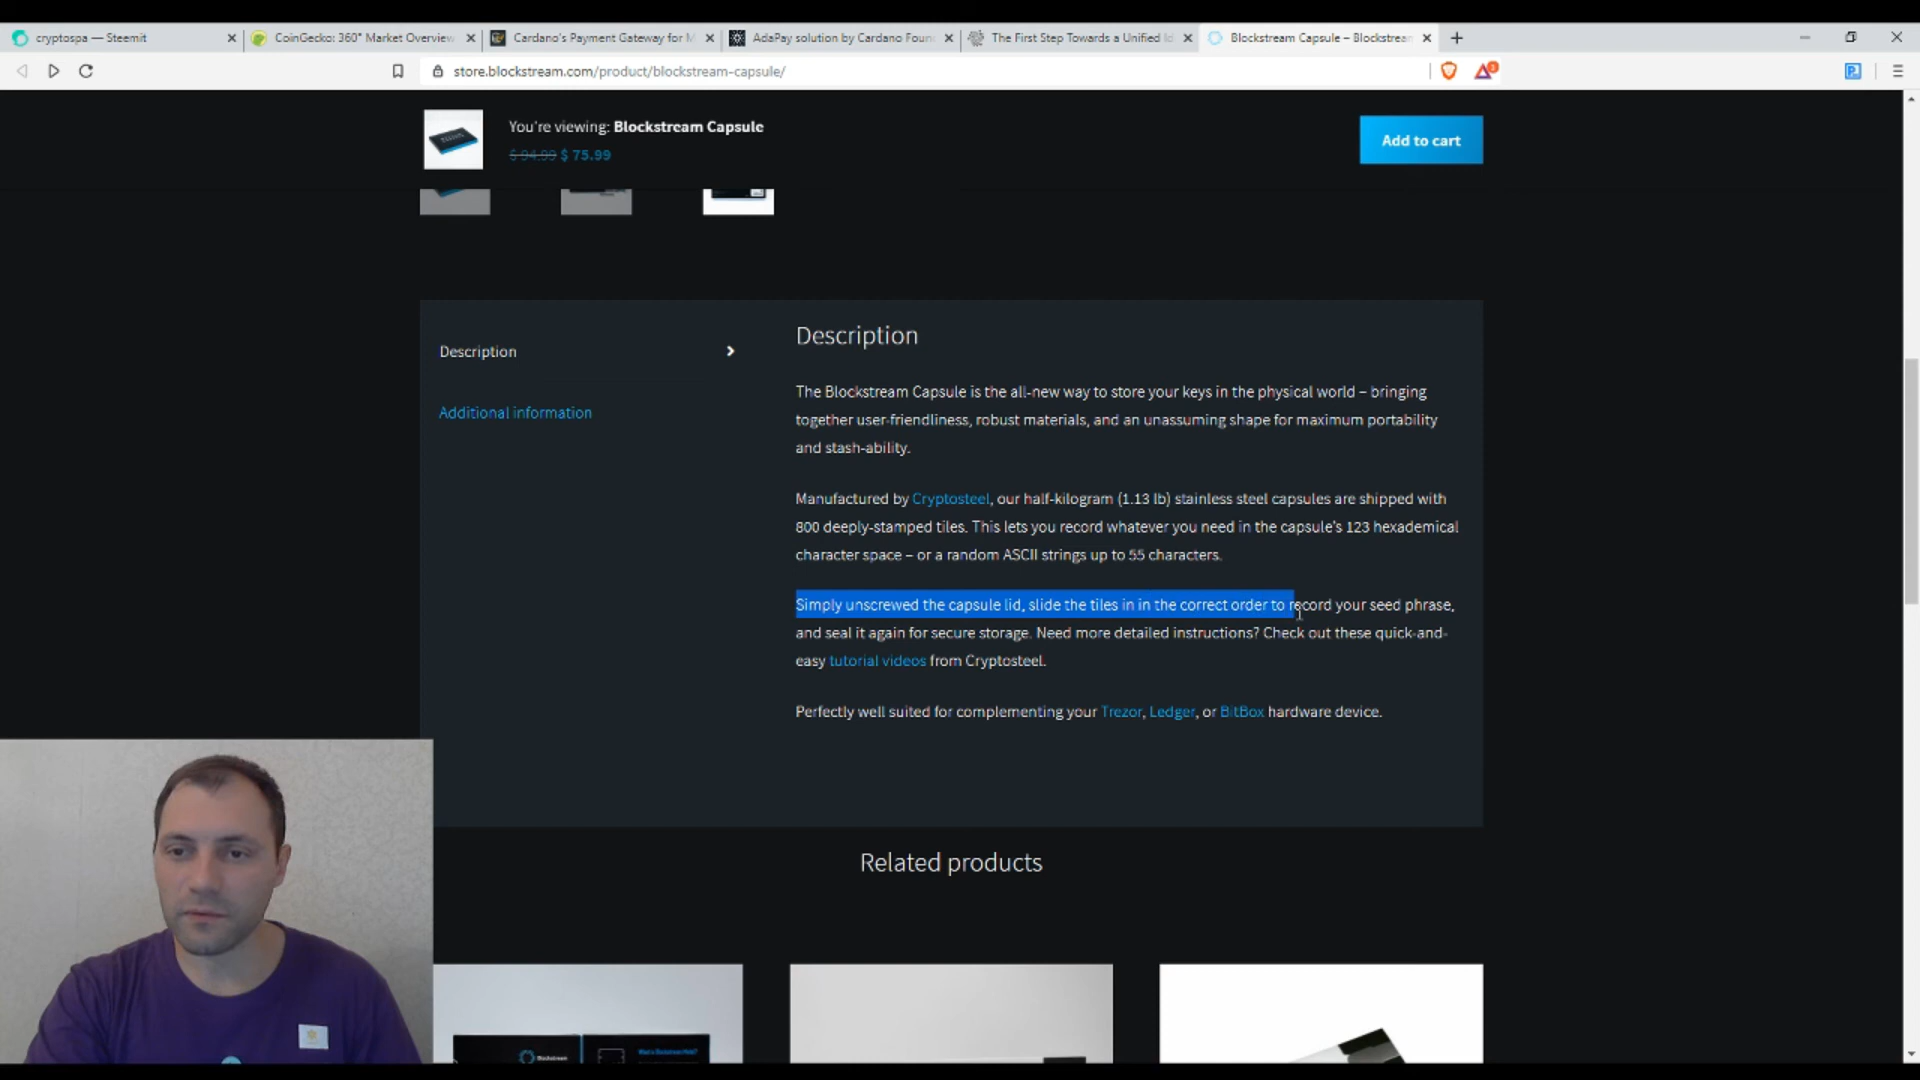 cryptospa — Steemit
CoinGecko: 360° Market Overview
Cardano's Payment Gateway for M
AdaPay solution by Cardano Foun
The First Step Towards a Unified Id
Blockstream Capsule – Blockstream
store.blockstream.com/product/blockstream-capsule/
You're viewing: Blockstream Capsule
$ 94.99 $ 75.99
Add to cart
Description
Additional information
Description
The Blockstream Capsule is the all-new way to store your keys in the physical world – bringing
together user-friendliness, robust materials, and an unassuming shape for maximum portability
and stash-ability.
Manufactured by Cryptosteel, our half-kilogram (1.13 lb) stainless steel capsules are shipped with
800 deeply-stamped tiles. This lets you record whatever you need in the capsule's 123 hexademical
character space – or a random ASCII strings up to 55 characters.
Simply unscrewed the capsule lid, slide the tiles in in the correct order to record your seed phrase,
and seal it again for secure storage. Need more detailed instructions? Check out these quick-and-
easy tutorial videos from Cryptosteel.
Perfectly well suited for complementing your Trezor, Ledger, or BitBox hardware device.
Related products
Blockstream